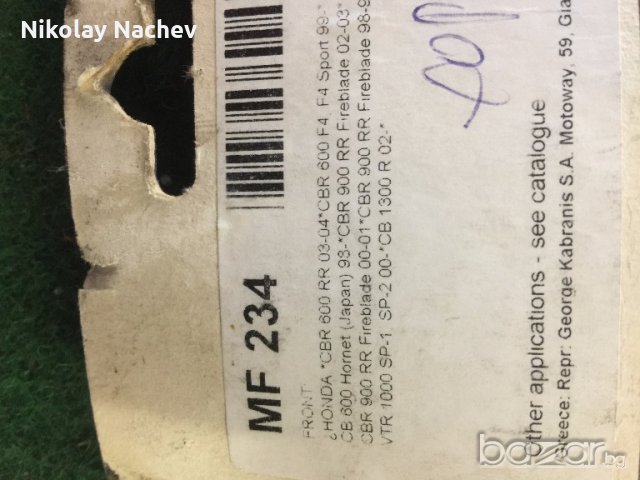 Nikolay Nachev
MF 234
FRONT:
HONDA *CBR 600 RR 03-04*CBR 600 F4, F4 Sport 99-*
CB 600 Hornet (Japan) 98-*CBR 900 RR Fireblade 02-03*
CBR 900 RR Fireblade 00-01*CBR 900 RR Fireblade 98-9
VTR 1000 SP-1 SP-2 00-*CB 1300 R 02-*
Other applications - see catalogue
Greece: Repr: George Kabranis S.A. Motoway, 59, Gla
bazar.bg